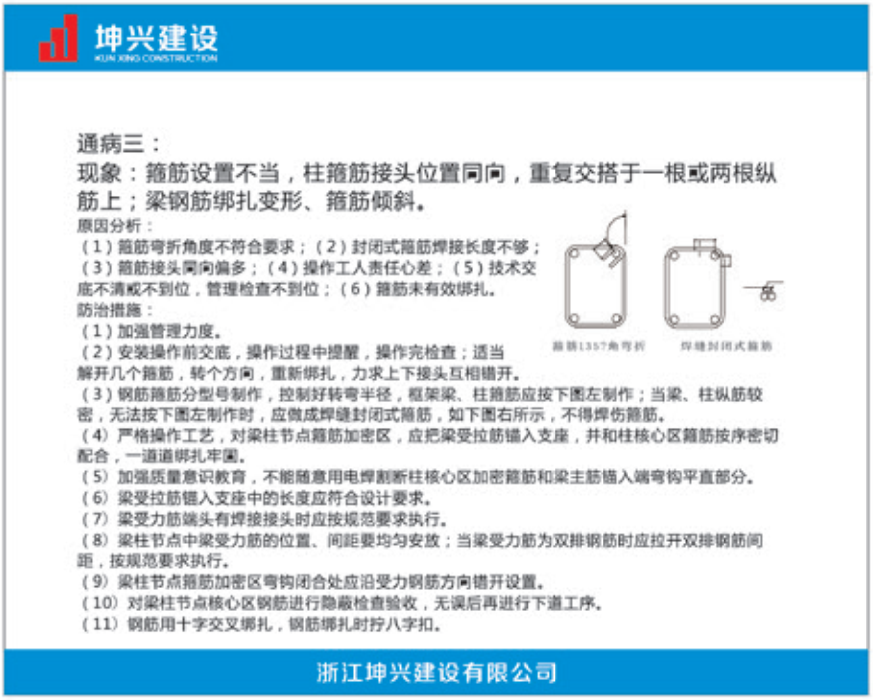 坤兴建设
KUN XING CONSTRUCTION
通病三：
现象：箍筋设置不当，柱箍筋接头位置同向，重复交搭于一根或两根纵
筋上；梁钢筋绑扎变形、箍筋倾斜。
原因分析：
（1）箍筋弯折角度不符合要求；（2）封闭式箍筋焊接长度不够；
（3）箍筋接头同向偏多；（4）操作工人责任心差；（5）技术交
底不清或不到位，管理检查不到位；（6）箍筋未有效绑扎。
防治措施：
（1）加强管理力度。
（2）安装操作前交底，操作过程中提醒，操作完检查；适当
解开几个箍筋，转个方向，重新绑扎，力求上下接头互相错开。
箍筋135?角弯折
焊缝封闭式箍筋
（3）钢筋箍筋分型号制作，控制好转弯半径，框架梁、柱箍筋应按下图左制作；当梁、柱纵筋较
密，无法按下图左制作时，应做成焊缝封闭式箍筋，如下图右所示，不得焊伤箍筋。
（4）严格操作工艺，对梁柱节点箍筋加密区，应把梁受拉筋锚入支座，并和柱核心区箍筋按序密切
配合，一道道绑扎牢固。
（5）加强质量意识教育，不能随意用电焊割断柱核心区加密箍筋和梁主筋锚入端弯钩平直部分。
（6）梁受拉筋锚入支座中的长度应符合设计要求。
（7）梁受力筋端头有焊接接头时应按规范要求执行。
（8）梁柱节点中梁受力筋的位置、间距要均匀安放；当梁受力筋为双排钢筋时应拉开双排钢筋间
距，按规范要求执行。
（9）梁柱节点箍筋加密区弯钩闭合处应沿受力钢筋方向错开设置。
（10）对梁柱节点核心区钢筋进行隐蔽检查验收，无误后再进行下道工序。
（11）钢筋用十字交叉绑扎，钢筋绑扎时拧八字扣。
浙江坤兴建设有限公司